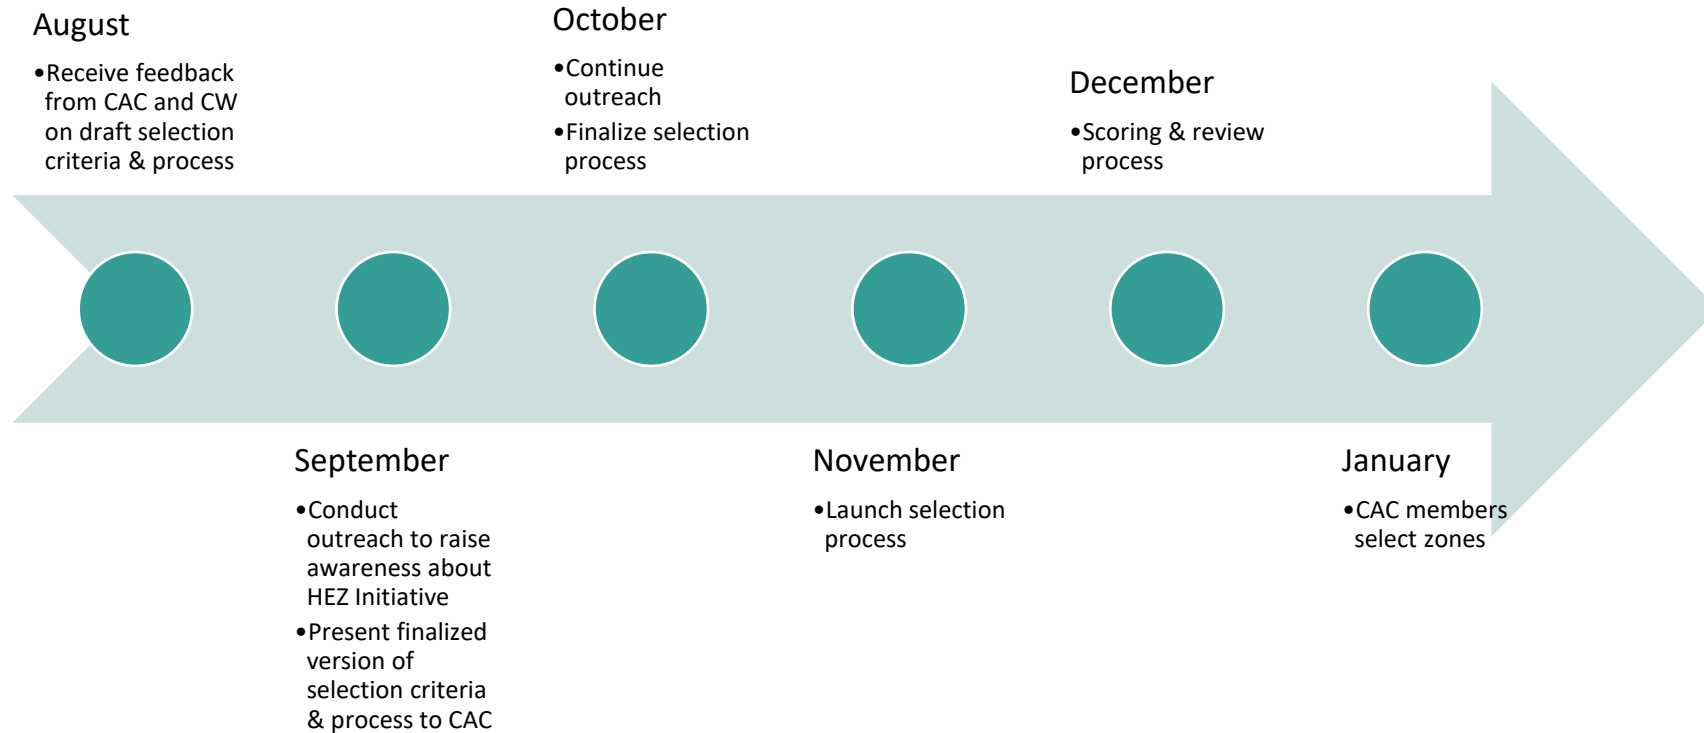 August
•Receive feedback
from CAC and CW
on draft selection
criteria & process
September
•Conduct
outreach to raise
awareness about
HEZ Initiative
•Present finalized
version of
selection criteria
& process to CAC
October
•Continue
outreach
•Finalize selection
process
November
•Launch selection
process
December
•Scoring & review
process
January
•CAC members
select zones